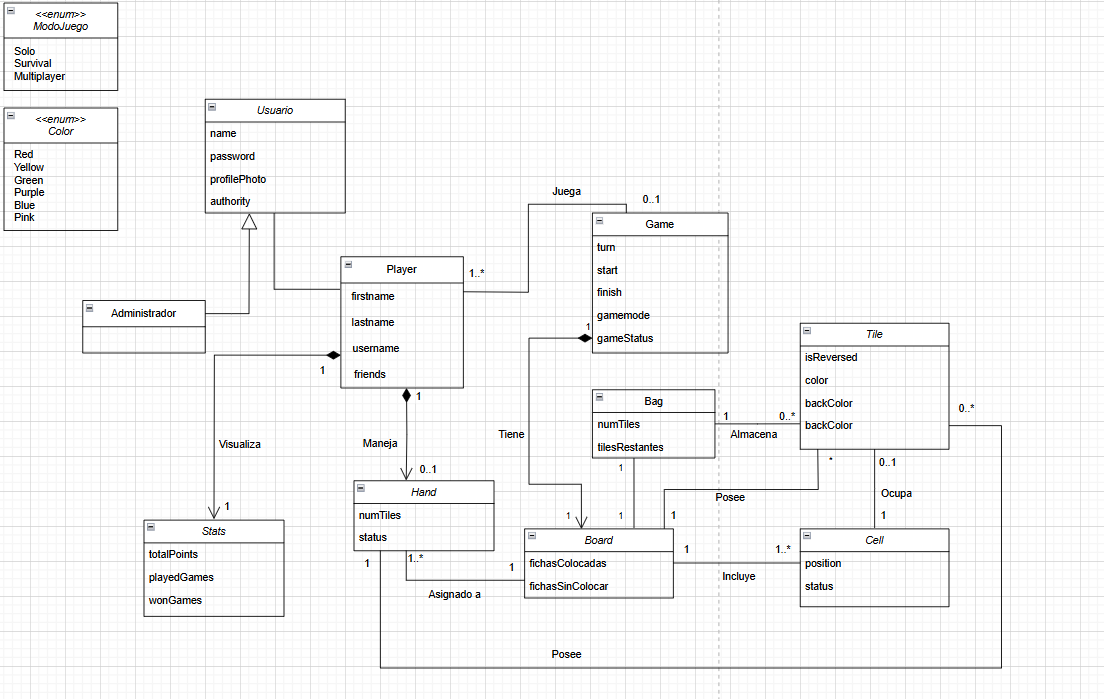 <<enum>>
ModoJuego
Solo
Survival
Multiplayer
<<enum>>
Color
Red
Yellow
Green
Purple
Blue
Pink
Usuario
name
password
profilePhoto
authority
Juega
0..1
Game
turn
start
finish
gamemode
gameStatus
1
Player
firstname
lastname
username
friends
1..*
1
1
Administrador
Tile
isReversed
color
backColor
backColor
0..*
Bag
numTiles
tilesRestantes
1
0..*
Almacena
Tiene
Visualiza
Maneja
0..1
*
0..1
1
Hand
numTiles
status
Posee
Ocupa
1
Stats
totalPoints
playedGames
wonGames
1
1
1
1
Board
fichasColocadas
fichasSinColocar
Cell
position
status
1
1..*
1
1
1..*
Incluye
Asignado a
Posee